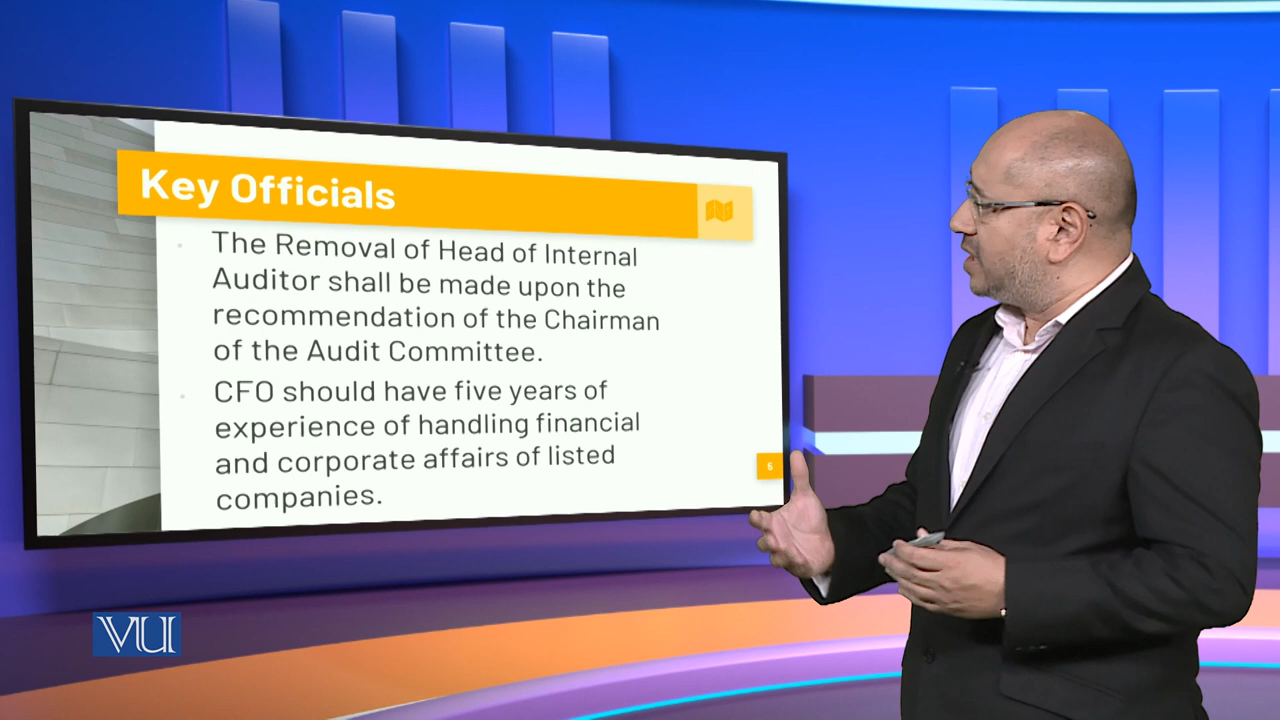 Key Officials
The Removal of Head of Internal
Auditor shall be made upon the
recommendation of the Chairman
of the Audit Committee.
CFO should have five years of
experience of handling financial
and corporate affairs of listed
companies.
5
VU